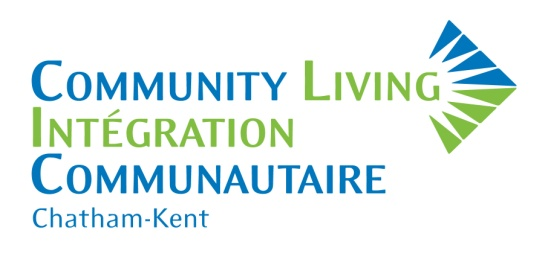 Community Living
Intégration
Communautaire
Chatham-Kent